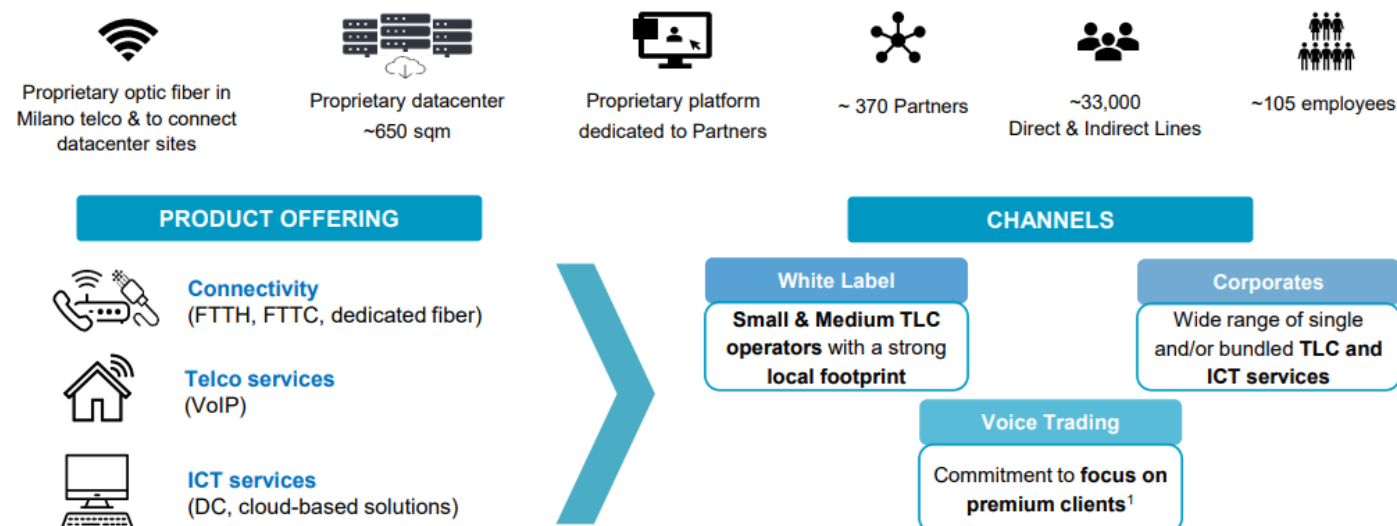 Proprietary optic fiber in
Milano telco & to connect
datacenter sites
Proprietary datacenter
~650 sqm
Proprietary platform
dedicated to Partners
~ 370 Partners
~33,000
Direct & Indirect Lines
~105 employees
PRODUCT OFFERING
Connectivity
(FTTH, FTTC, dedicated fiber)
Telco services
(VoIP)
ICT services
(DC, cloud-based solutions)
CHANNELS
White Label
Small & Medium TLC
operators with a strong
local footprint
Corporates
Wide range of single
and/or bundled TLC and
ICT services
Voice Trading
Commitment to focus on
premium clients¹